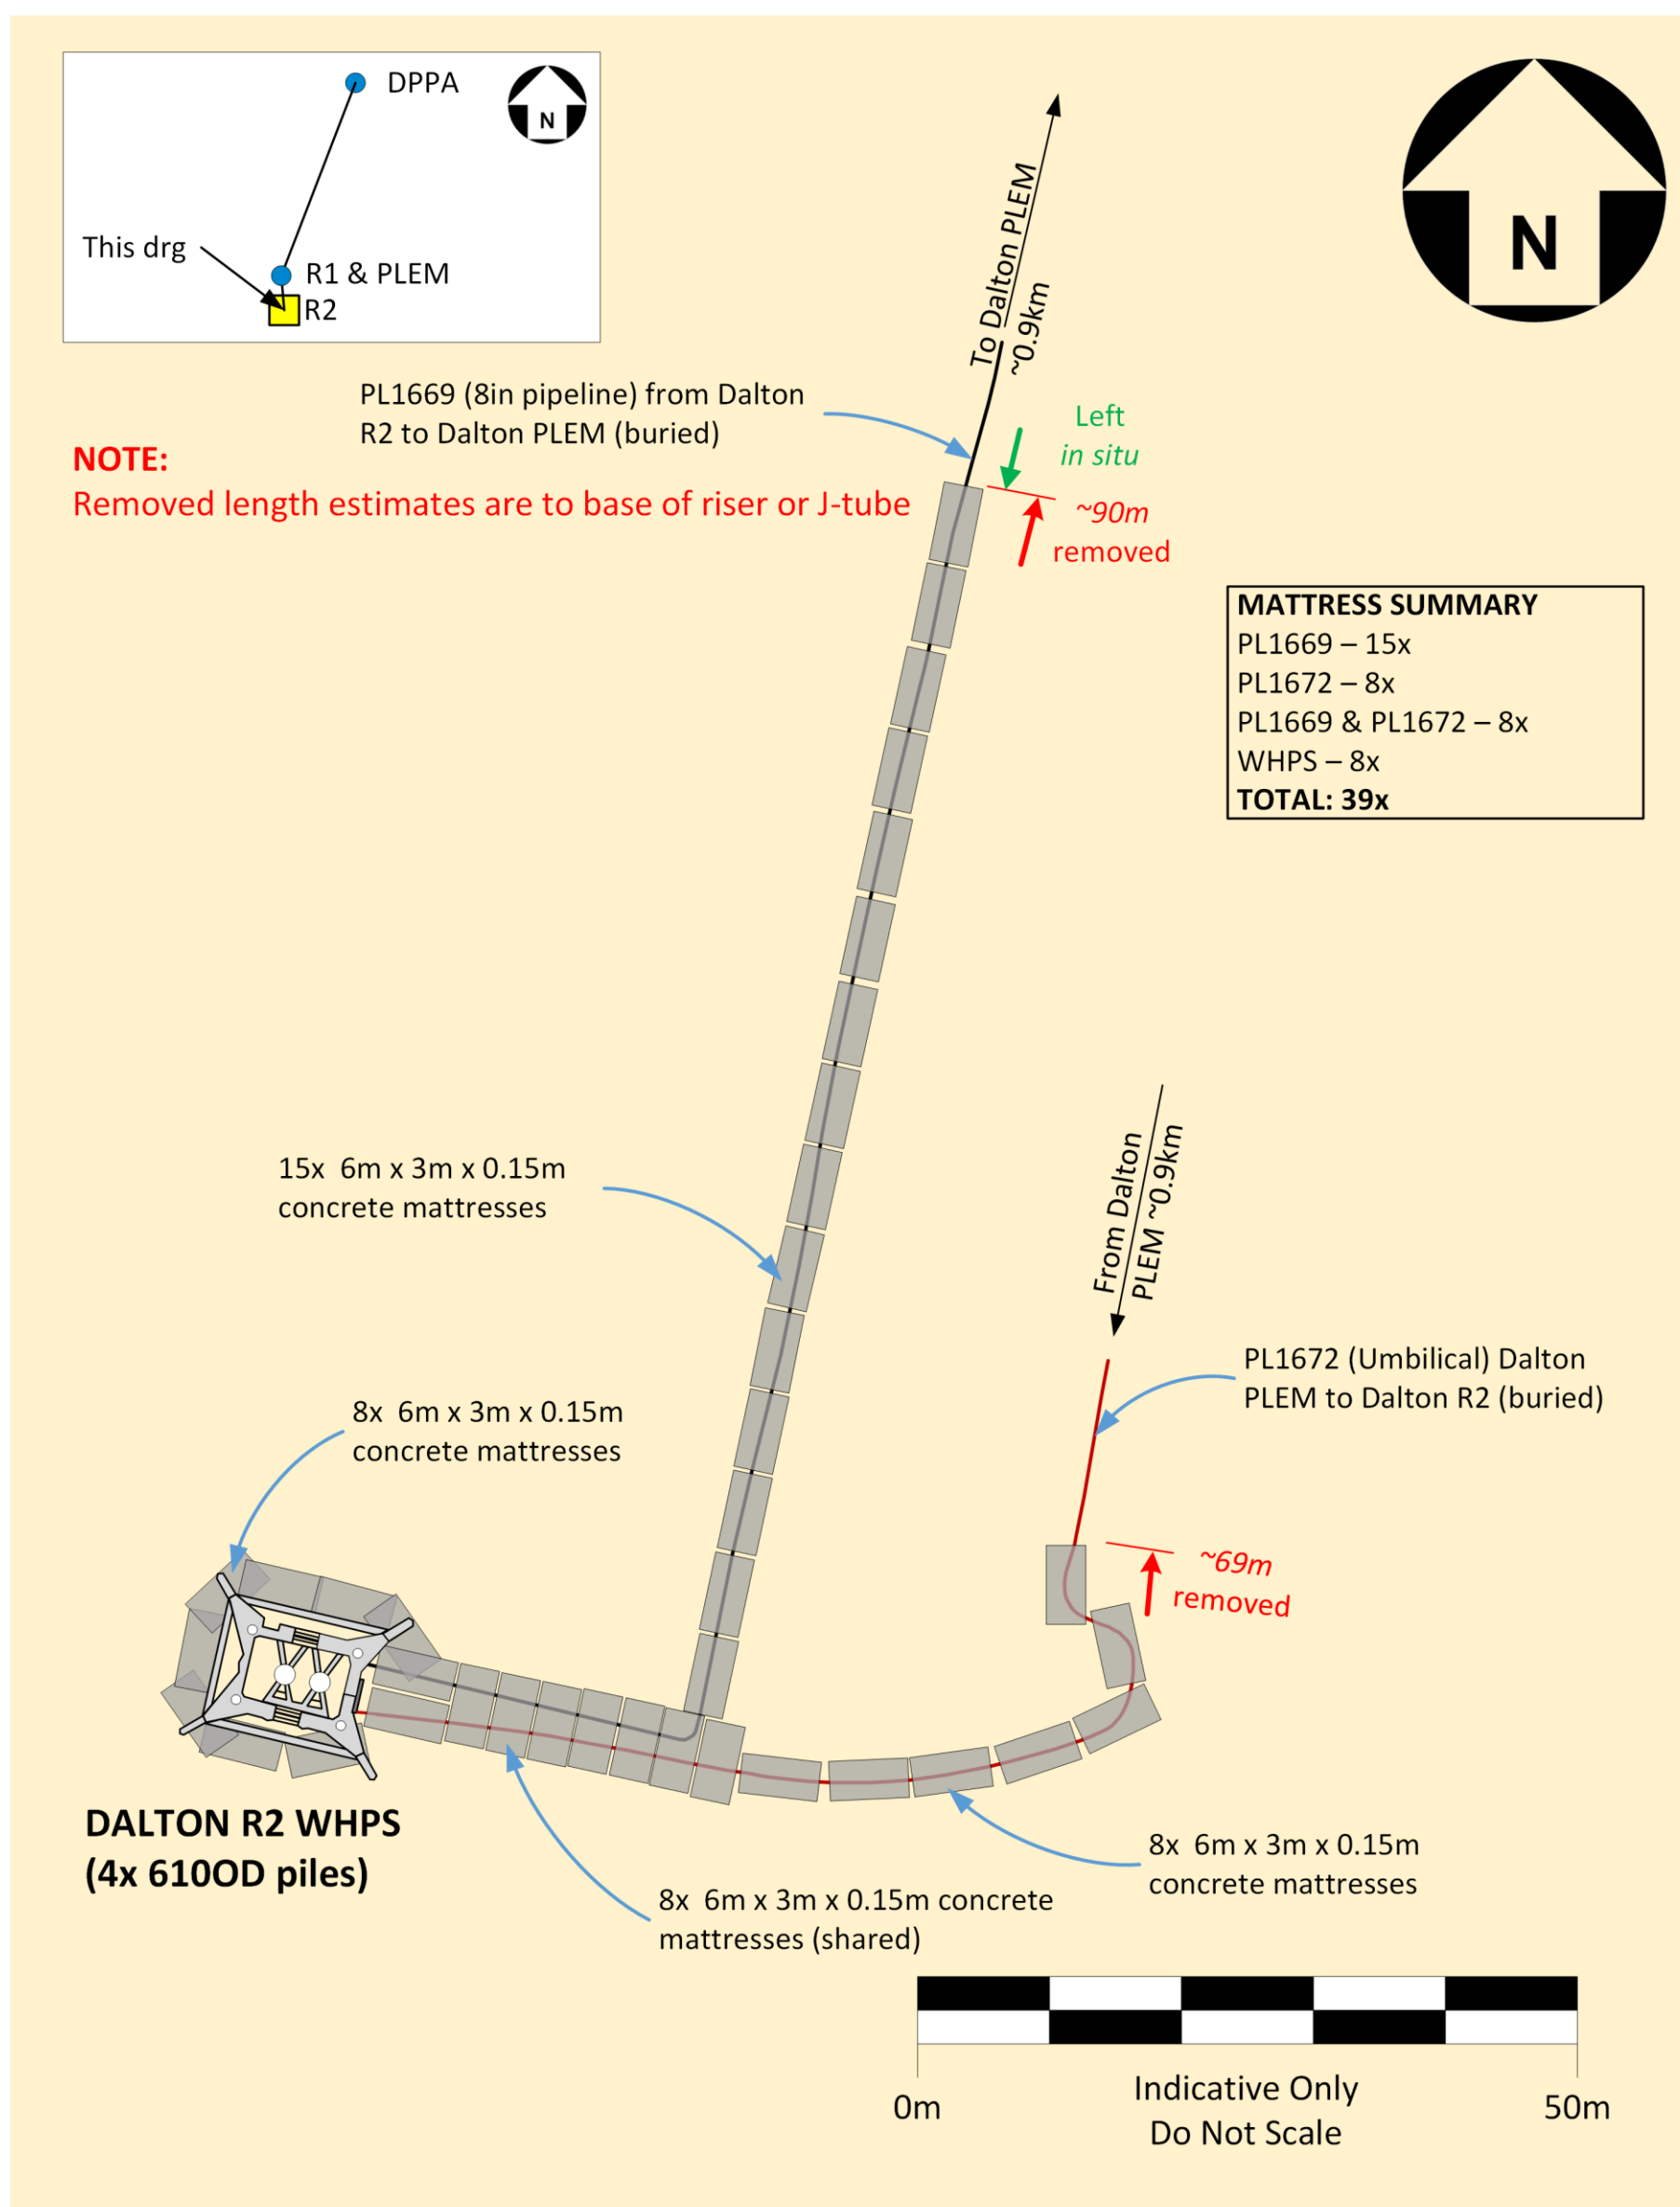 DPPA
N
This drg
R1 & PLEM
R2
N
To Dalton PLEM
~0.9km
PL1669 (8in pipeline) from Dalton
R2 to Dalton PLEM (buried)
Left
in situ
NOTE:
Removed length estimates are to base of riser or J-tube
~90m
removed
MATTRESS SUMMARY
PL1669 – 15x
PL1672 – 8x
PL1669 & PL1672 – 8x
WHPS – 8x
TOTAL: 39x
15x  6m x 3m x 0.15m
concrete mattresses
From Dalton
PLEM ~0.9km
PL1672 (Umbilical) Dalton
PLEM to Dalton R2 (buried)
8x  6m x 3m x 0.15m
concrete mattresses
~69m
removed
DALTON R2 WHPS
(4x 610OD piles)
8x  6m x 3m x 0.15m
concrete mattresses
8x  6m x 3m x 0.15m concrete
mattresses (shared)
0m
Indicative Only
Do Not Scale
50m